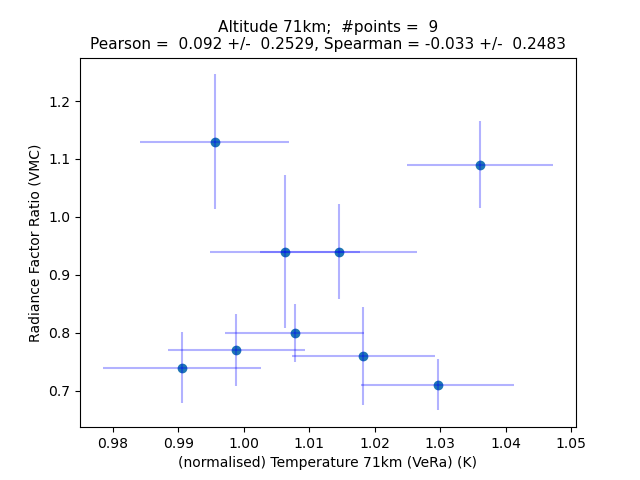 Altitude 71km;  #points =  9
Pearson =  0.092 +/-  0.2529, Spearman = -0.033 +/-  0.2483
1.2
1.1
1.0
0.9
0.8
0.7
Radiance Factor Ratio (VMC)
0.98 0.99 1.00 1.01 1.02 1.03 1.04 1.05
(normalised) Temperature 71km (VeRa) (K)